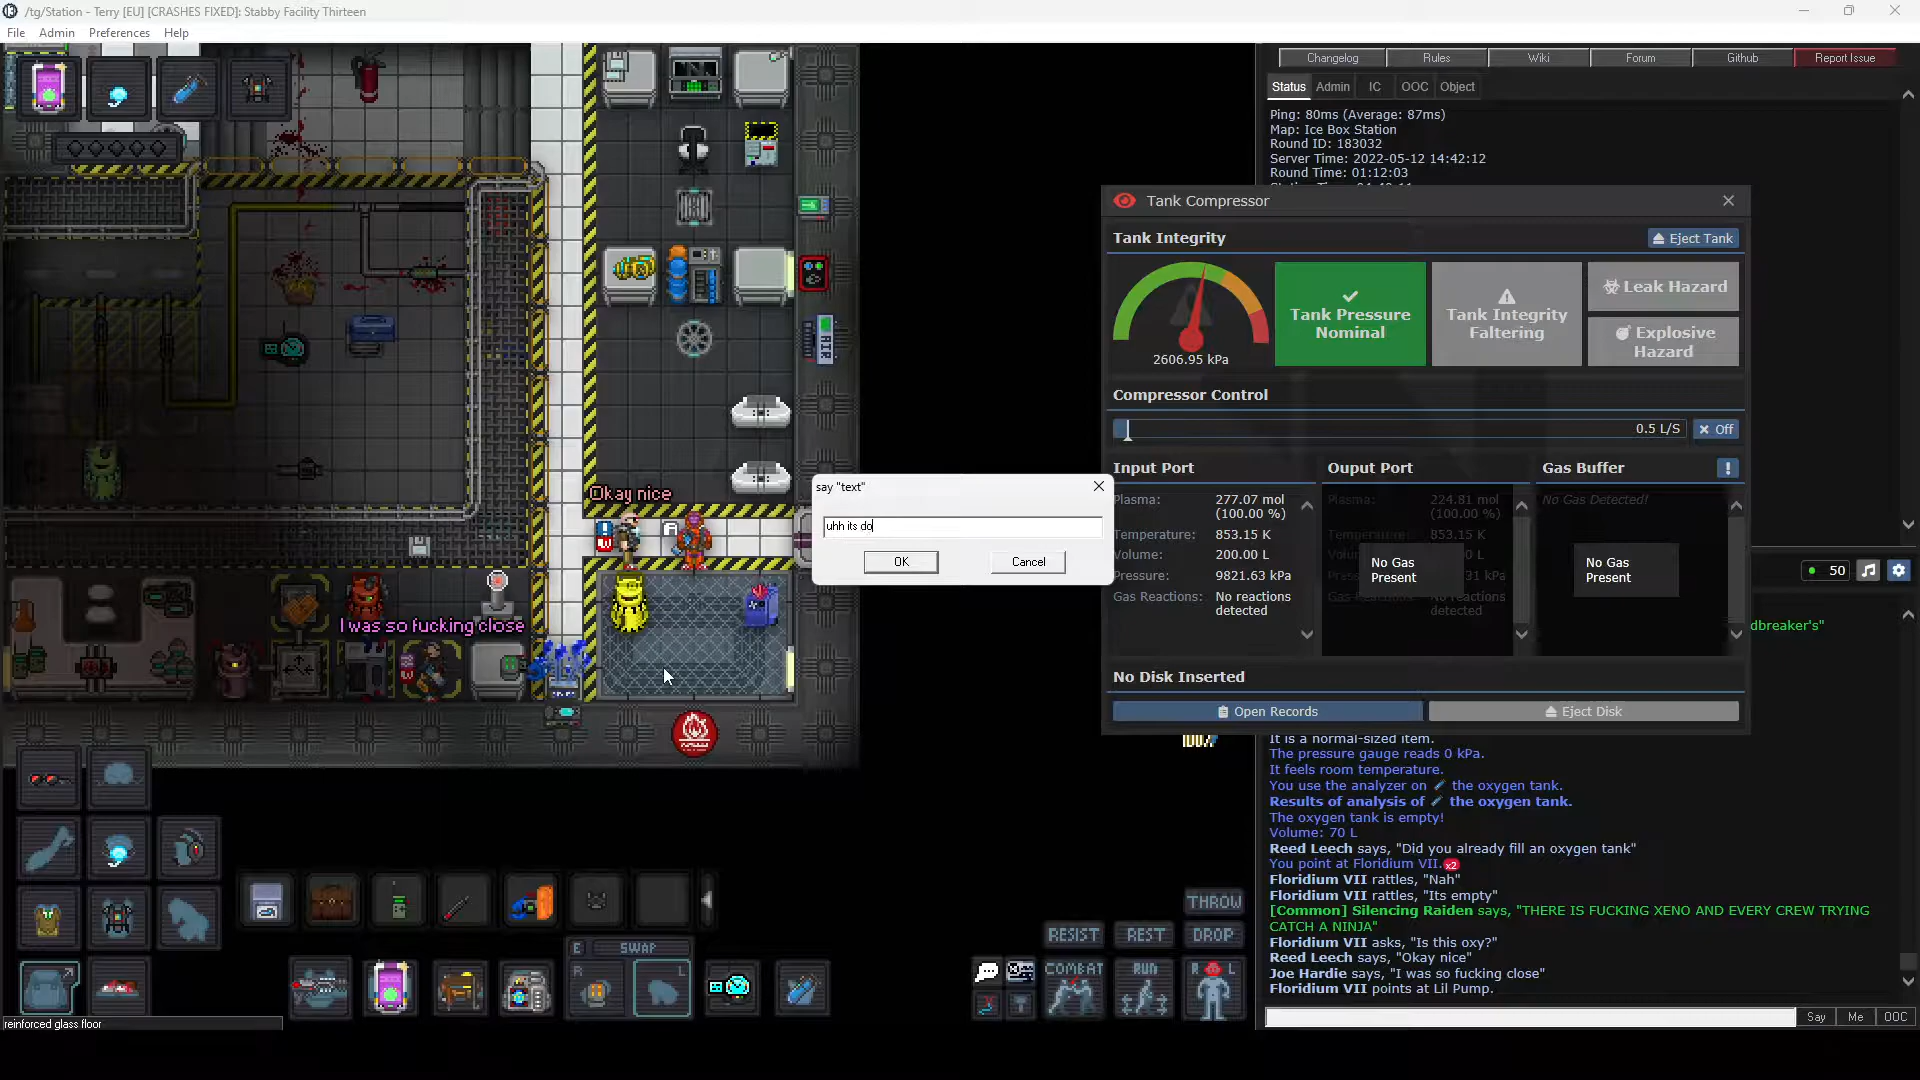 /tg/Station - Terry [EU] [CRASHES FIXED]: Stabby Facility Thirteen
File Admin Preferences Help
Changelog Rules Wiki Forum Github Report Issue
Status Admin IC OOC Object
Ping: 80ms (Average: 87ms)
Map: Ice Box Station
Round ID: 183032
Server Time: 2022-05-12 14:42:12
Round Time: 01:12:03
Tank Compressor
Tank Integrity
Eject Tank
2606.95 kPa
Tank Pressure Nominal
Tank Integrity Faltering
Leak Hazard
Explosive Hazard
Compressor Control
0.5 L/S
Off
Input Port
Ouput Port
Gas Buffer
Plasma: 277.07 mol (100.00 %)
Temperature: 853.15 K
Volume: 200.00 L
Pressure: 9821.63 kPa
Gas Reactions: No reactions detected
Plasma: 224.81 mol (100.00 %)
Temperature: 853.15 K
No Gas Present
No Gas Detected!
No Gas Present
No Disk Inserted
Open Records
Eject Disk
50
dbreaker's"
say "text"
uhh its do
OK
Cancel
Okay nice
I was so fucking close
It is a normal-sized item.
The pressure gauge reads 0 kPa.
It feels room temperature.
You use the analyzer on the oxygen tank.
Results of analysis of the oxygen tank.
The oxygen tank is empty!
Volume: 70 L
Reed Leech says, "Did you already fill an oxygen tank"
You point at Floridium VII. x2
Floridium VII rattles, "Nah"
Floridium VII rattles, "Its empty"
[Common] Silencing Raiden says, "THERE IS FUCKING XENO AND EVERY CREW TRYING
CATCH A NINJA"
Floridium VII asks, "Is this oxy?"
Reed Leech says, "Okay nice"
Joe Hardie says, "I was so fucking close"
Floridium VII points at Lil Pump.
Say Me OOC
THROW
RESIST REST DROP
COMBAT RUN R L
E SWAP
R L
reinforced glass floor